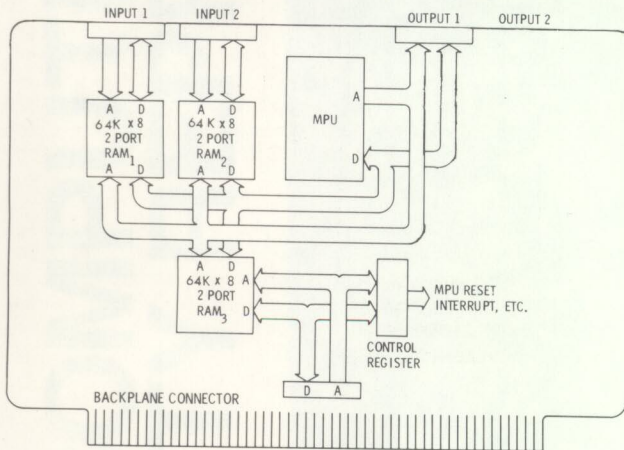 INPUT 1
INPUT 2
OUTPUT 1
OUTPUT 2
A D
64K x 8
2 PORT
RAM1
A D
A D
64K x 8
2 PORT
RAM2
A D
MPU
A
D
A D
64K x 8
2 PORT
RAM3
A
D
MPU RESET
INTERRUPT, ETC.
CONTROL
REGISTER
D A
BACKPLANE CONNECTOR